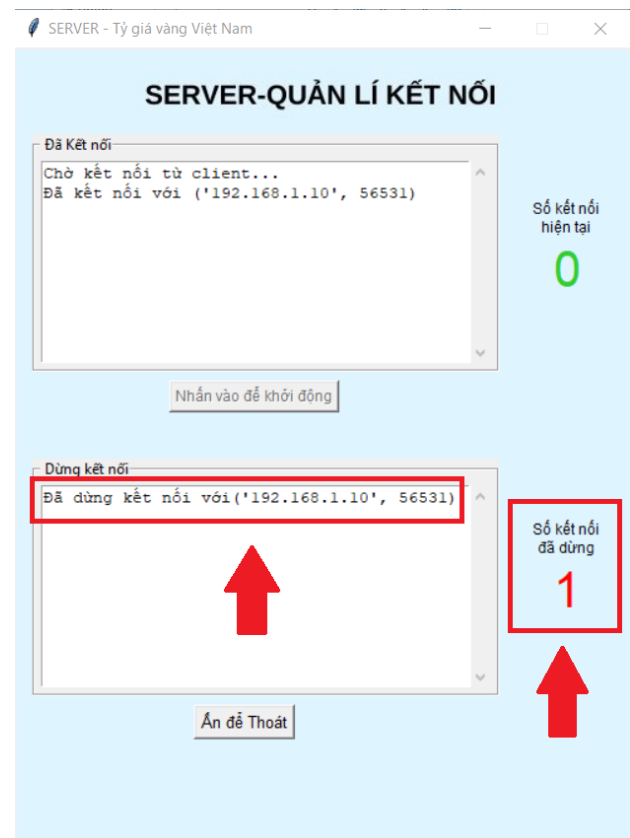 SERVER - Tỷ giá vàng Việt Nam
SERVER-QUẢN LÍ KẾT NỐI
Đã Kết nối
Chờ kết nối từ client...
Đã kết nối với ('192.168.1.10', 56531)
Số kết nối
hiện tại
0
Nhấn vào để khởi động
Dừng kết nối
Đã dừng kết nối với('192.168.1.10', 56531)
Số kết nối
đã dừng
1
Ấn để Thoát